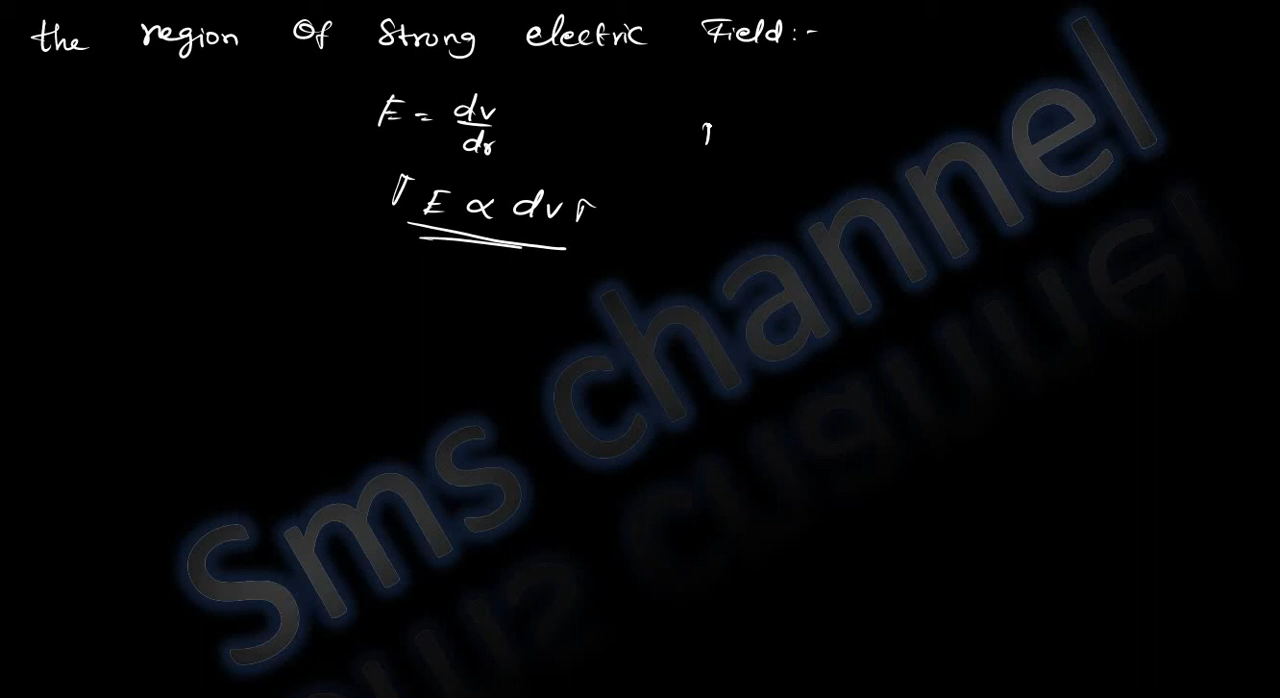 the region Of Strong electric Field:-
E = dv/dr ↑
↑ E ∝ dv ↑
Sms channel